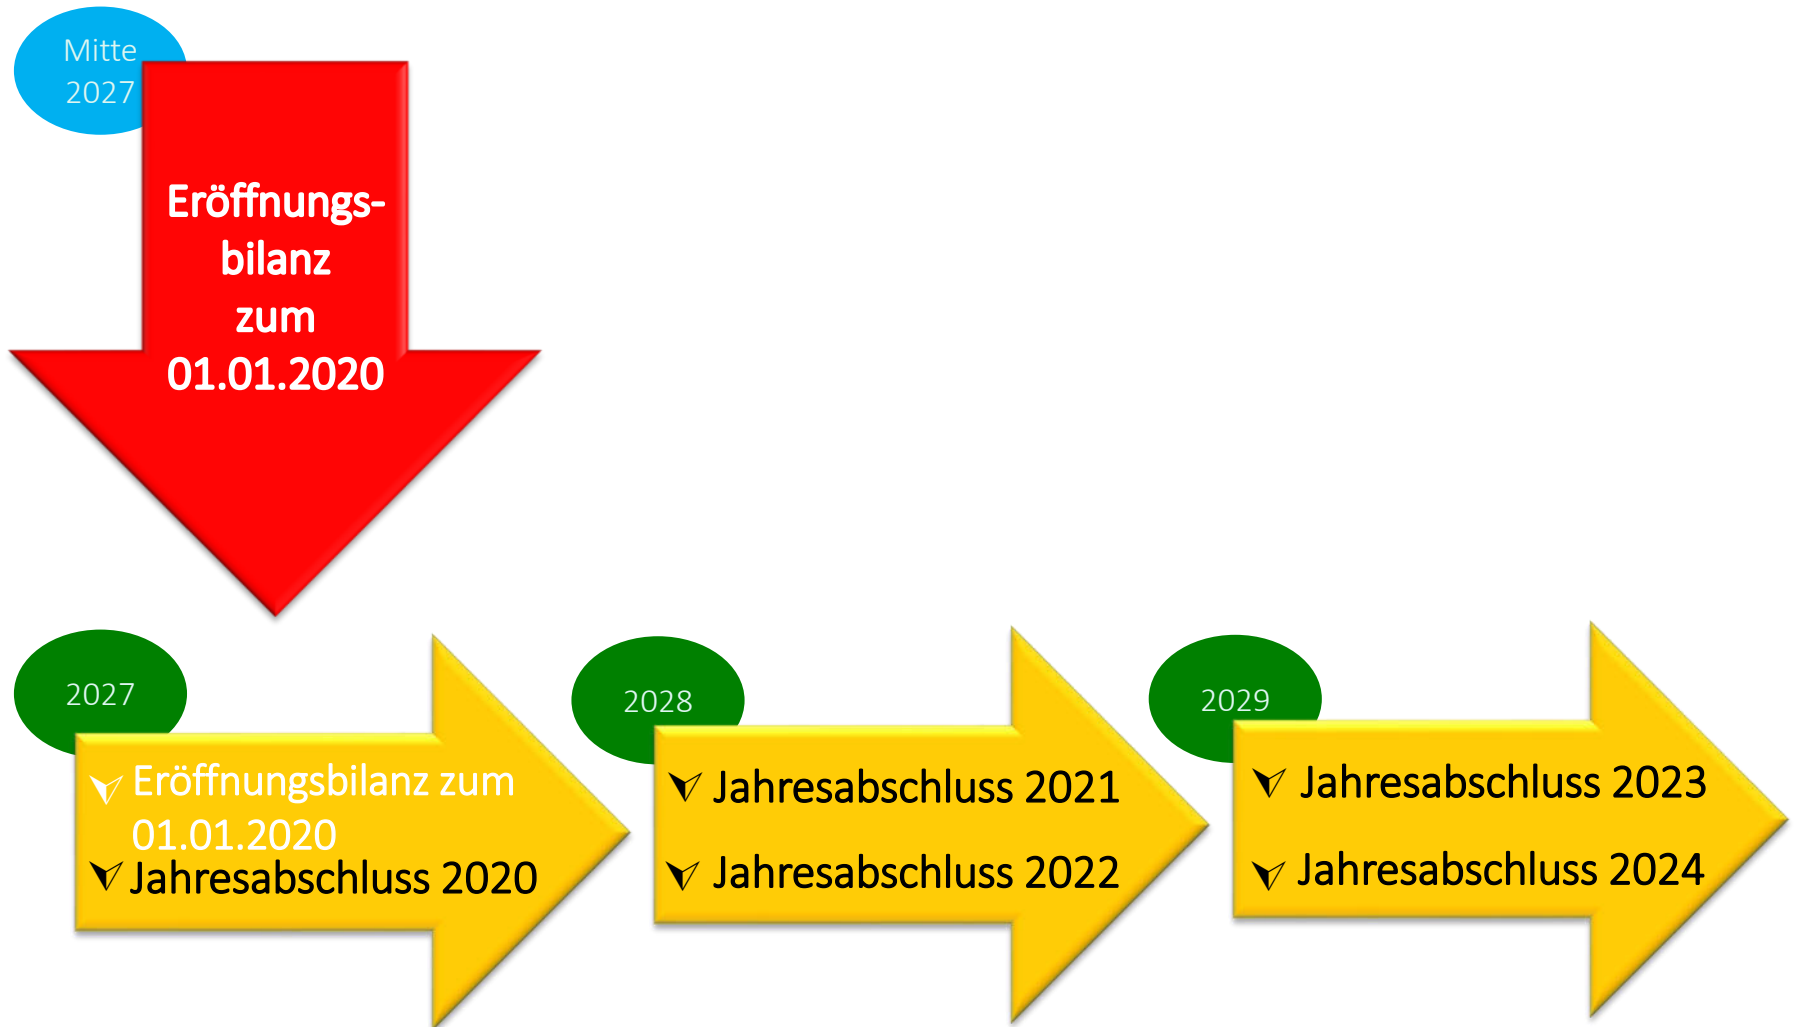 Mitte
2027
Eröffnungs-
bilanz
zum
01.01.2020
2027
Eröffnungsbilanz zum
01.01.2020
Jahresabschluss 2020
2028
Jahresabschluss 2021
Jahresabschluss 2022
2029
Jahresabschluss 2023
Jahresabschluss 2024